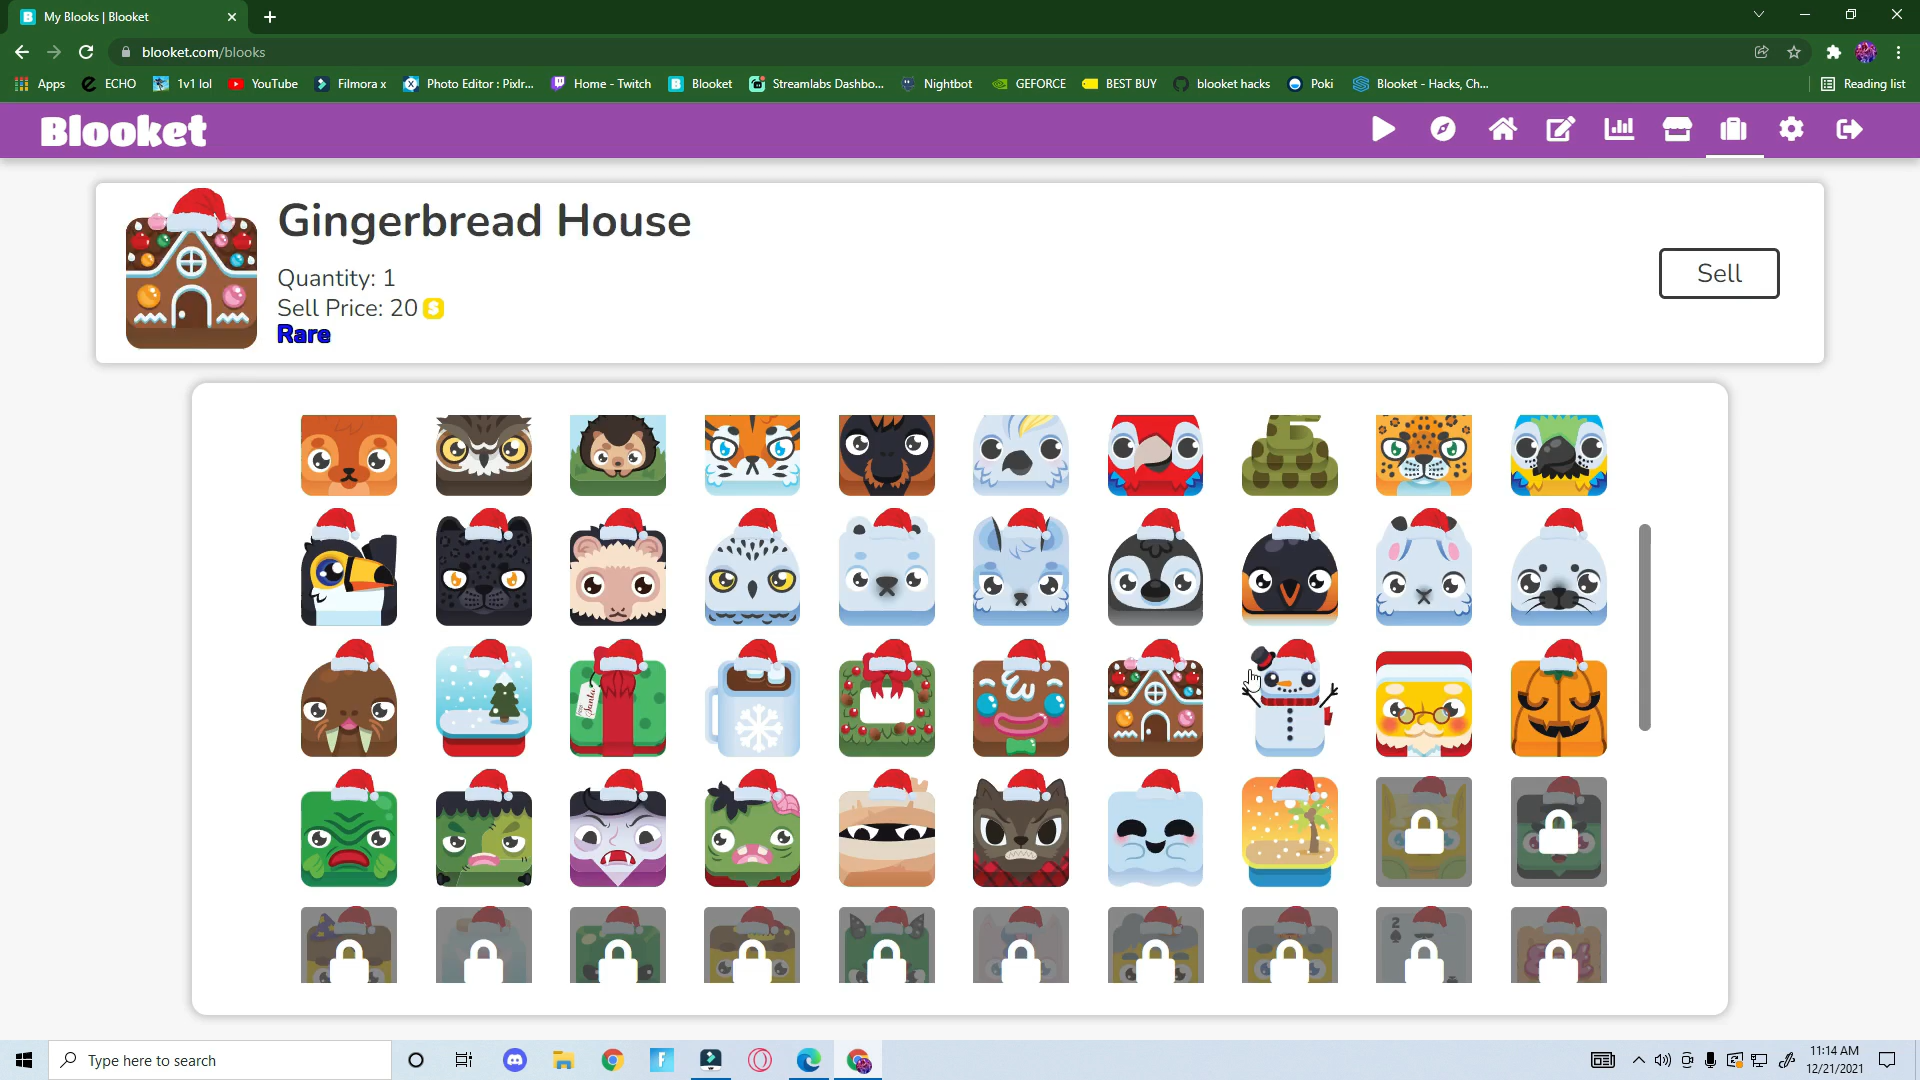 My Blooks | Blooket
blooket.com/blooks
Apps ECHO 1v1 lol YouTube Filmora x Photo Editor : Pixlr... Home - Twitch Blooket Streamlabs Dashbo... Nightbot GEFORCE BEST BUY blooket hacks Poki Blooket - Hacks, Ch... Reading list
Blooket
Gingerbread House
Quantity: 1
Sell Price: 20
Rare
Sell
Santa
2
Type here to search
11:14 AM
12/21/2021